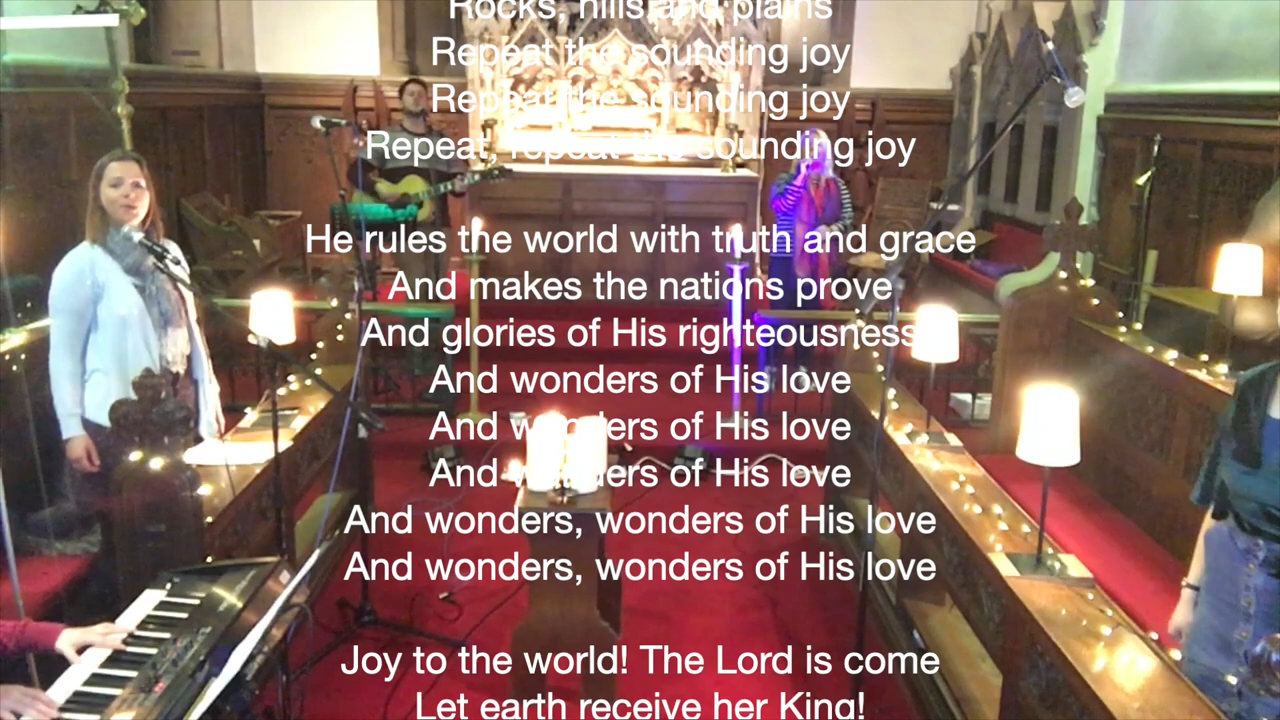 Rocks, hills and plains
Repeat the sounding joy
Repeat the sounding joy
Repeat, repeat the sounding joy
He rules the world with truth and grace
And makes the nations prove
And glories of His righteousness
And wonders of His love
And wonders of His love
And wonders of His love
And wonders, wonders of His love
And wonders, wonders of His love
Joy to the world! The Lord is come
Let earth receive her King!